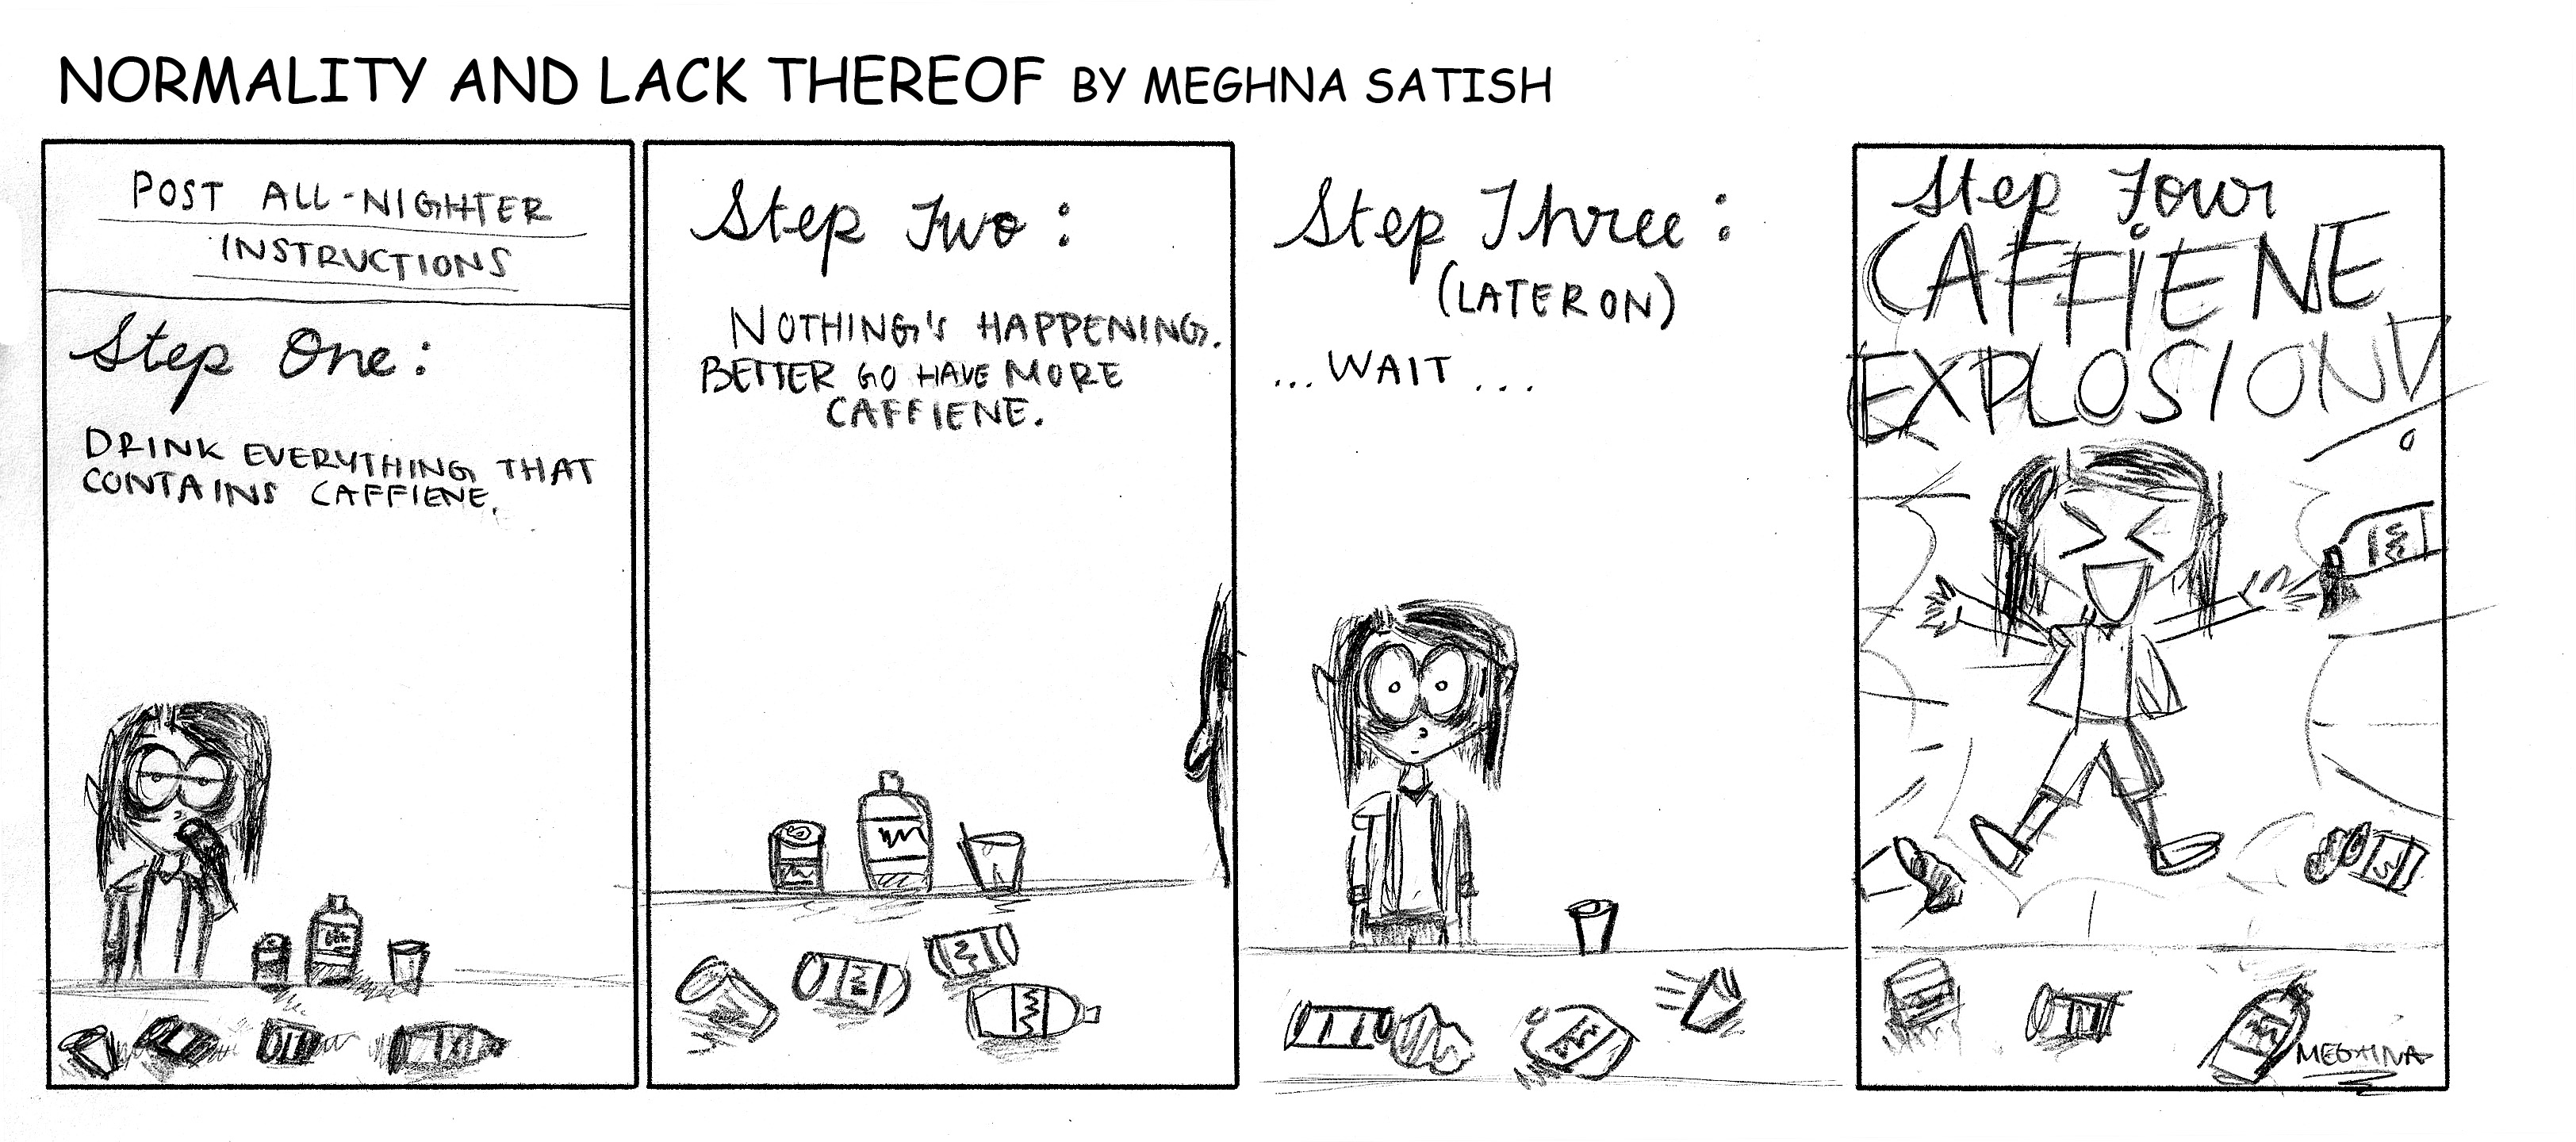 NORMALITY AND LACK THEREOF BY MEGHNA SATISH
POST ALL-NIGHTER
INSTRUCTIONS
Step One:
DRINK EVERYTHING THAT
CONTAINS CAFFIENE.
Step Two:
NOTHING'S HAPPENING.
BETTER GO HAVE MORE
CAFFIENE.
Step Three:
(LATER ON)
...WAIT...
Step Four:
CAFFiENE
EXPLOSION!
MEGHNA